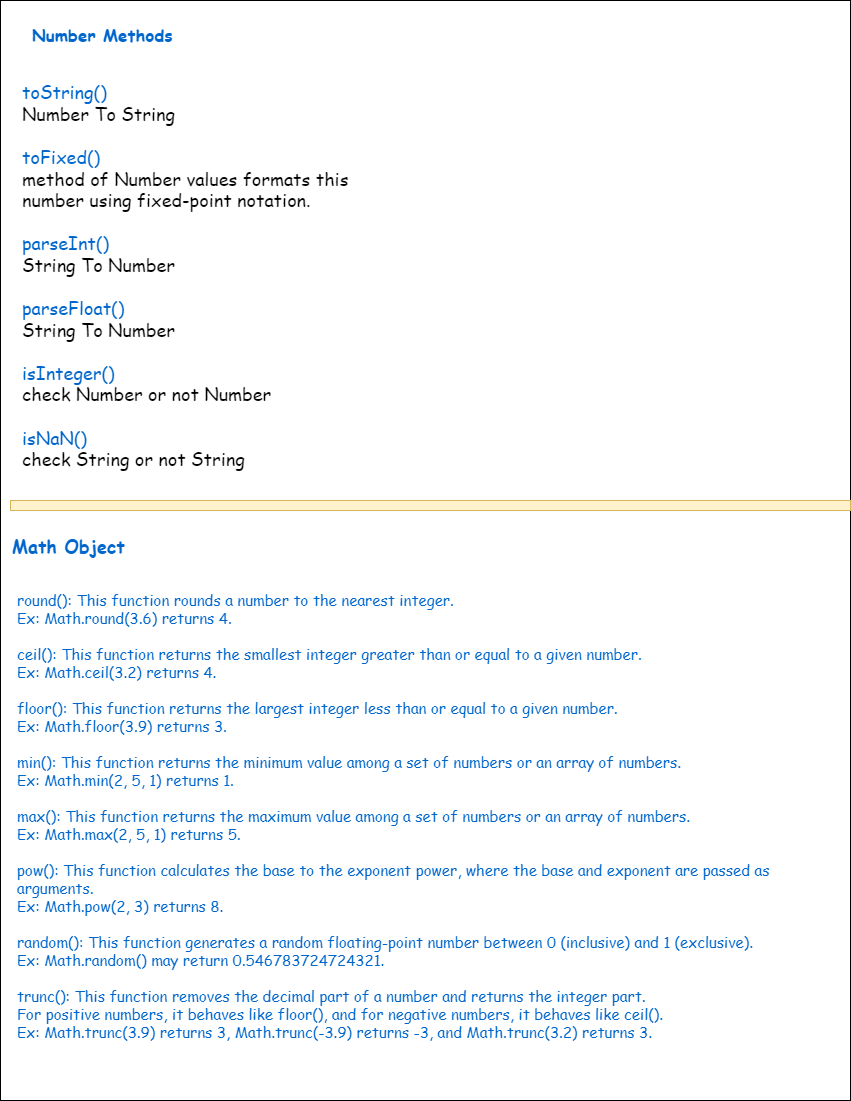 Number Methods
toString()
Number To String
toFixed()
method of Number values formats this
number using fixed-point notation.
parseInt()
String To Number
parseFloat()
String To Number
isInteger()
check Number or not Number
isNaN()
check String or not String
Math Object
round(): This function rounds a number to the nearest integer.
Ex: Math.round(3.6) returns 4.
ceil(): This function returns the smallest integer greater than or equal to a given number.
Ex: Math.ceil(3.2) returns 4.
floor(): This function returns the largest integer less than or equal to a given number.
Ex: Math.floor(3.9) returns 3.
min(): This function returns the minimum value among a set of numbers or an array of numbers.
Ex: Math.min(2, 5, 1) returns 1.
max(): This function returns the maximum value among a set of numbers or an array of numbers.
Ex: Math.max(2, 5, 1) returns 5.
pow(): This function calculates the base to the exponent power, where the base and exponent are passed as
arguments.
Ex: Math.pow(2, 3) returns 8.
random(): This function generates a random floating-point number between 0 (inclusive) and 1 (exclusive).
Ex: Math.random() may return 0.546783724724321.
trunc(): This function removes the decimal part of a number and returns the integer part.
For positive numbers, it behaves like floor(), and for negative numbers, it behaves like ceil().
Ex: Math.trunc(3.9) returns 3, Math.trunc(-3.9) returns -3, and Math.trunc(3.2) returns 3.